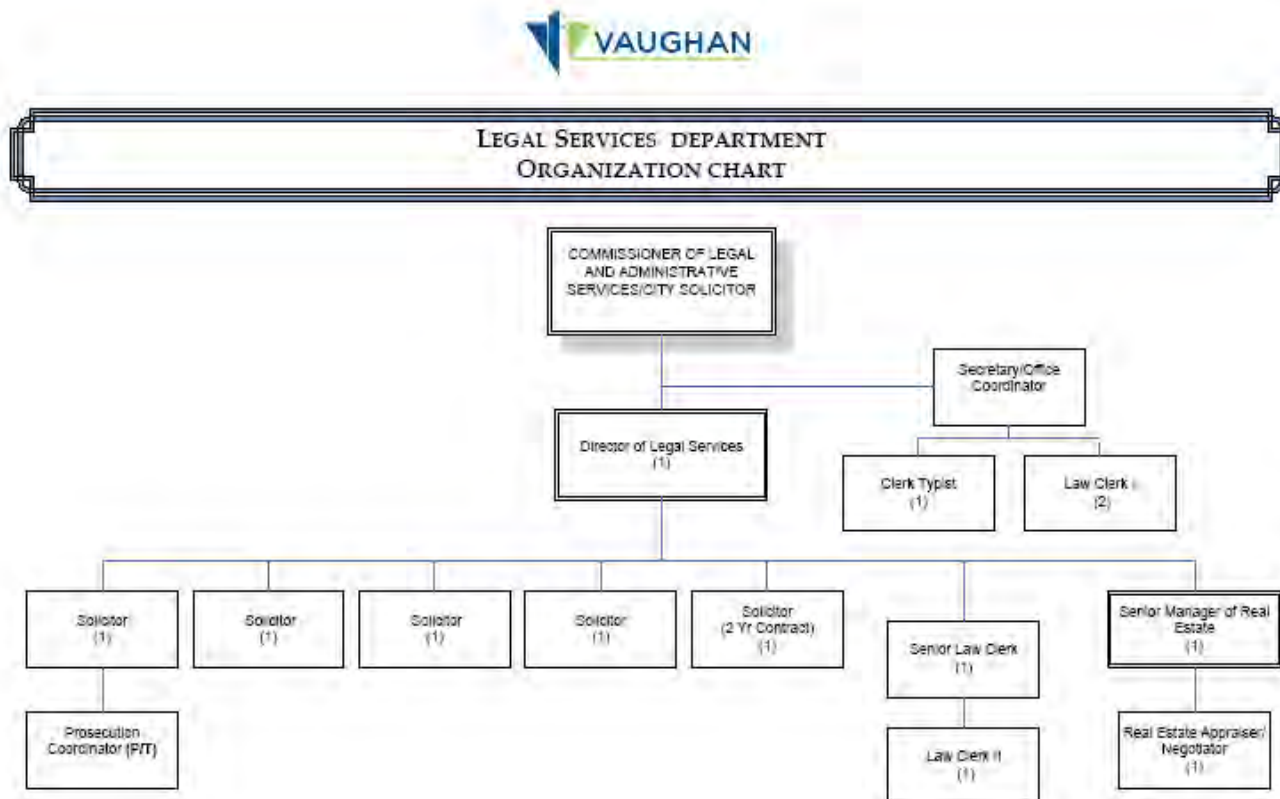 VAUGHAN
LEGAL SERVICES DEPARTMENT
ORGANIZATION CHART
COMMISSIONER OF LEGAL
AND ADMINISTRATIVE
SERVICES/CITY SOLICITOR
Secretary/Office
Coordinator
Director of Legal Services
(1)
Clerk Typist
(1)
Law Clerk I
(2)
Solicitor
(1)
Solicitor
(1)
Solicitor
(1)
Solicitor
(1)
Solicitor
(2 Yr Contract)
(1)
Senior Law Clerk
(1)
Senior Manager of Real
Estate
(1)
Prosecution
Coordinator (P/T)
Law Clerk II
(1)
Real Estate Appraiser/
Negotiator
(1)